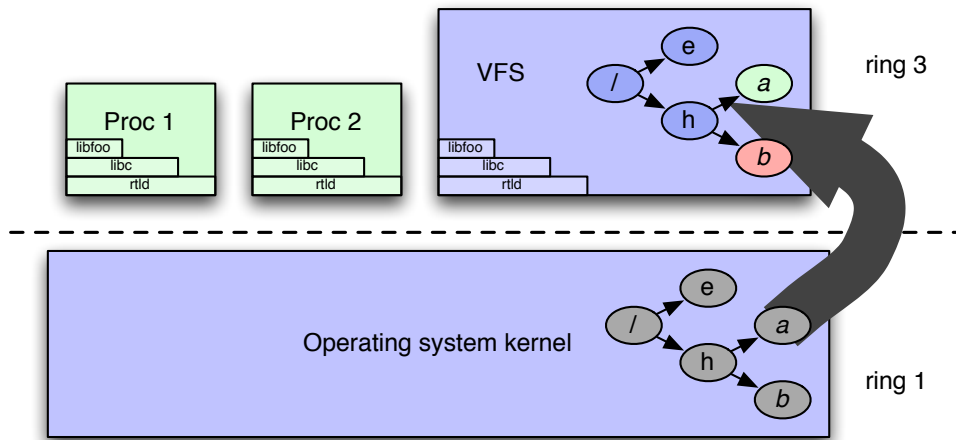 VFS
e
/
a
h
b
ring 3
Proc 1
libfoo
libc
rtld
Proc 2
libfoo
libc
rtld
libfoo
libc
rtld
Operating system kernel
e
/
a
h
b
ring 1